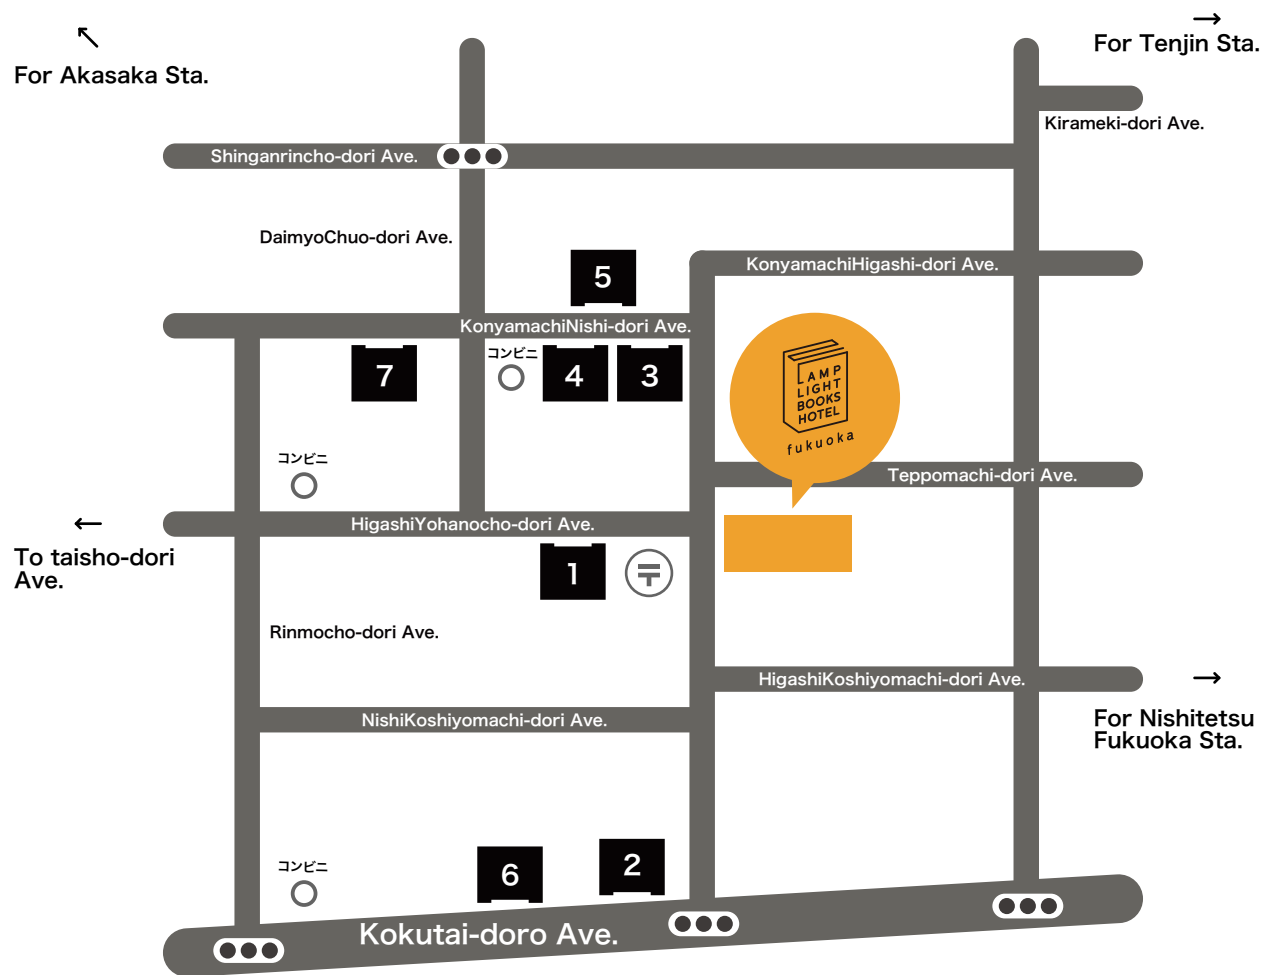 For Akasaka Sta.
For Tenjin Sta.
Kirameki-dori Ave.
Shinganrincho-dori Ave.
DaimyoChuo-dori Ave.
KonyamachiHigashi-dori Ave.
5
KonyamachiNishi-dori Ave.
コンビニ
7
4
3
LAMP
LIGHT
BOOKS
HOTEL
fukuoka
コンビニ
Teppomachi-dori Ave.
HigashiYohanocho-dori Ave.
To taisho-dori
Ave.
1
〒
Rinmocho-dori Ave.
HigashiKoshiyomachi-dori Ave.
NishiKoshiyomachi-dori Ave.
For Nishitetsu
Fukuoka Sta.
コンビニ
6
2
Kokutai-doro Ave.